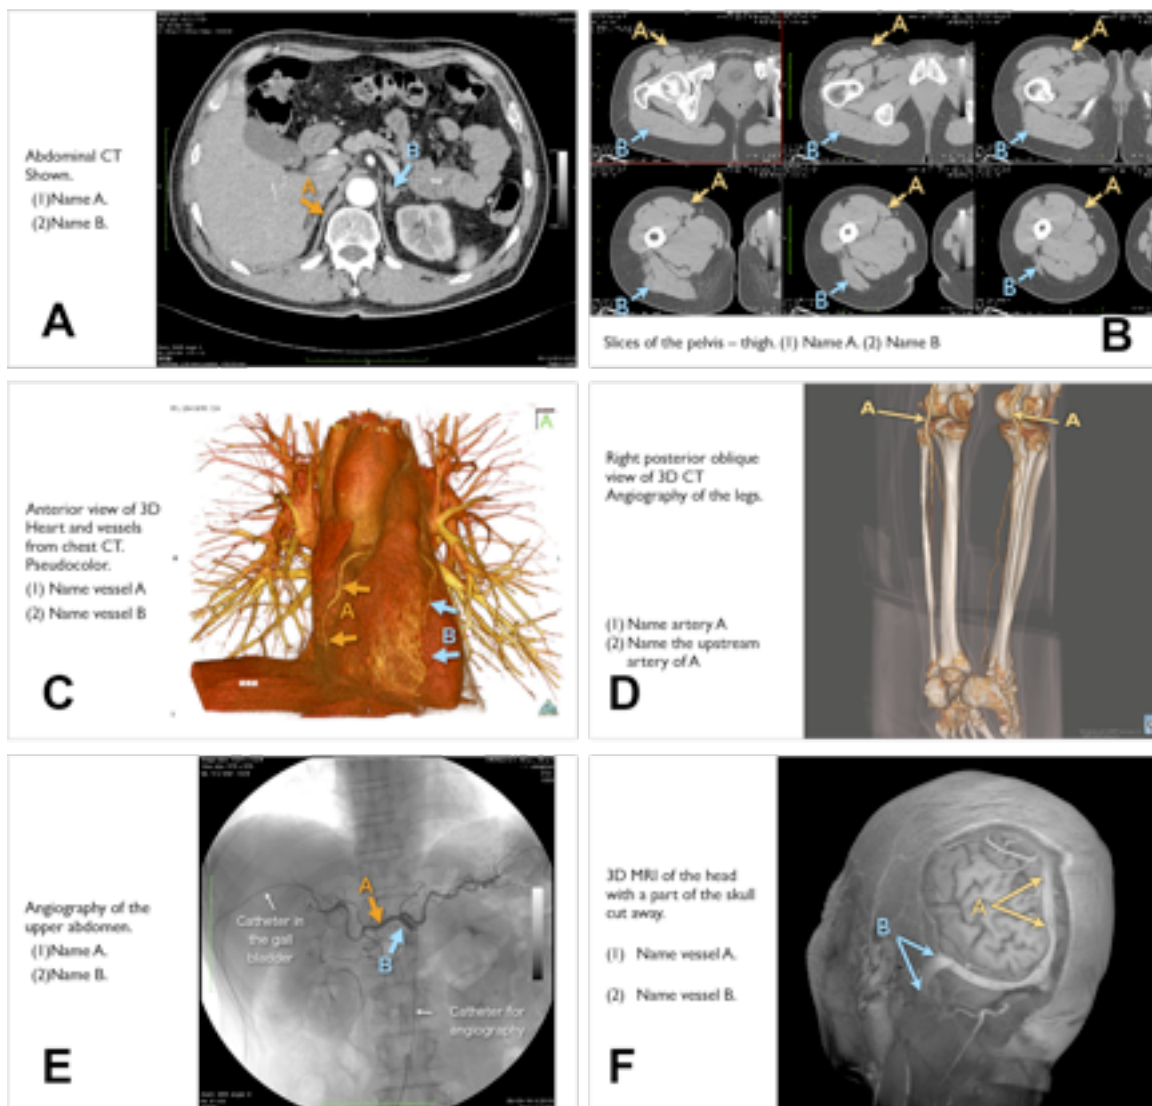 Abdominal CT
Shown.
(1)Name A.
(2)Name B.
A
B
A
A
A
A
B
B
B
A
A
A
B
B
B
Slices of the pelvis – thigh. (1) Name A. (2) Name B
B
Anterior view of 3D
Heart and vessels
from chest CT.
Pseudocolor.
(1) Name vessel A
(2) Name vessel B
A
A
B
C
Right posterior oblique
view of 3D CT
Angiography of the legs.
(1) Name artery A
(2) Name the upstream
artery of A
A
A
D
Angiography of the
upper abdomen.
(1)Name A.
(2)Name B.
A
B
Catheter in
the gall
bladder
Catheter for
angiography
E
3D MRI of the head
with a part of the skull
cut away.
(1) Name vessel A.
(2) Name vessel B.
A
B
F